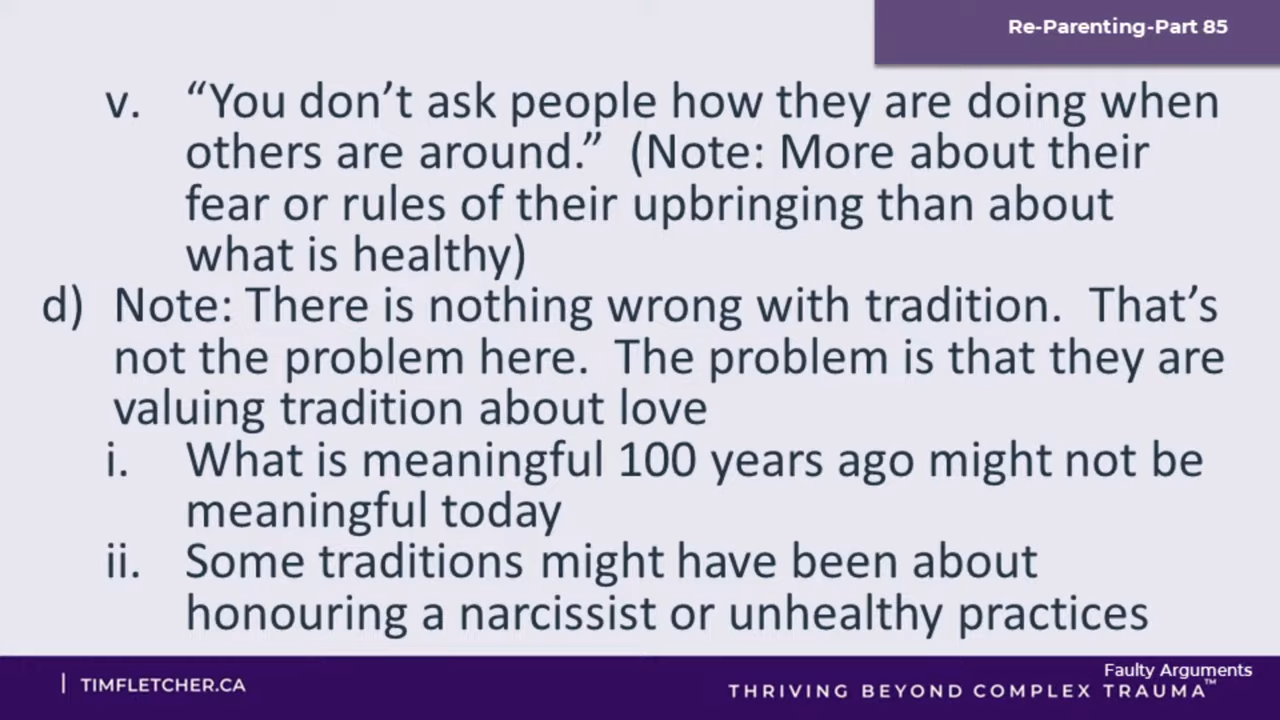 Re-Parenting-Part 85
v. “You don’t ask people how they are doing when
others are around.” (Note: More about their
fear or rules of their upbringing than about
what is healthy)
d) Note: There is nothing wrong with tradition. That’s
not the problem here. The problem is that they are
valuing tradition about love
i. What is meaningful 100 years ago might not be
meaningful today
ii. Some traditions might have been about
honouring a narcissist or unhealthy practices
| TIMFLETCHER.CA
Faulty Arguments
THRIVING BEYOND COMPLEX TRAUMA™